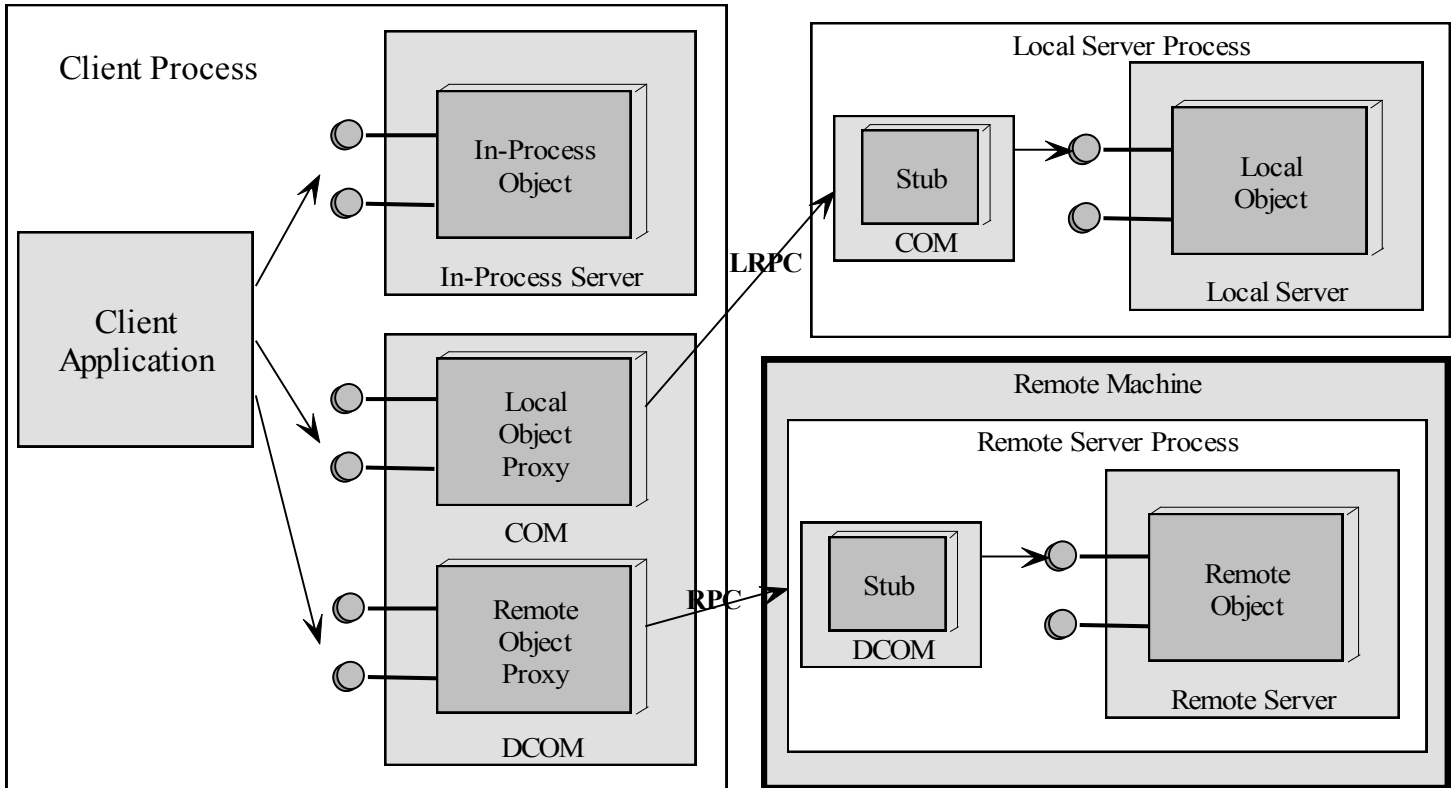 Client Process
In-Process
Object
In-Process Server
Client
Application
Local
Object
Proxy
COM
Remote
Object
Proxy
DCOM
LRPC
RPC
Local Server Process
Stub
COM
Local
Object
Local Server
Remote Machine
Remote Server Process
Stub
DCOM
Remote
Object
Remote Server